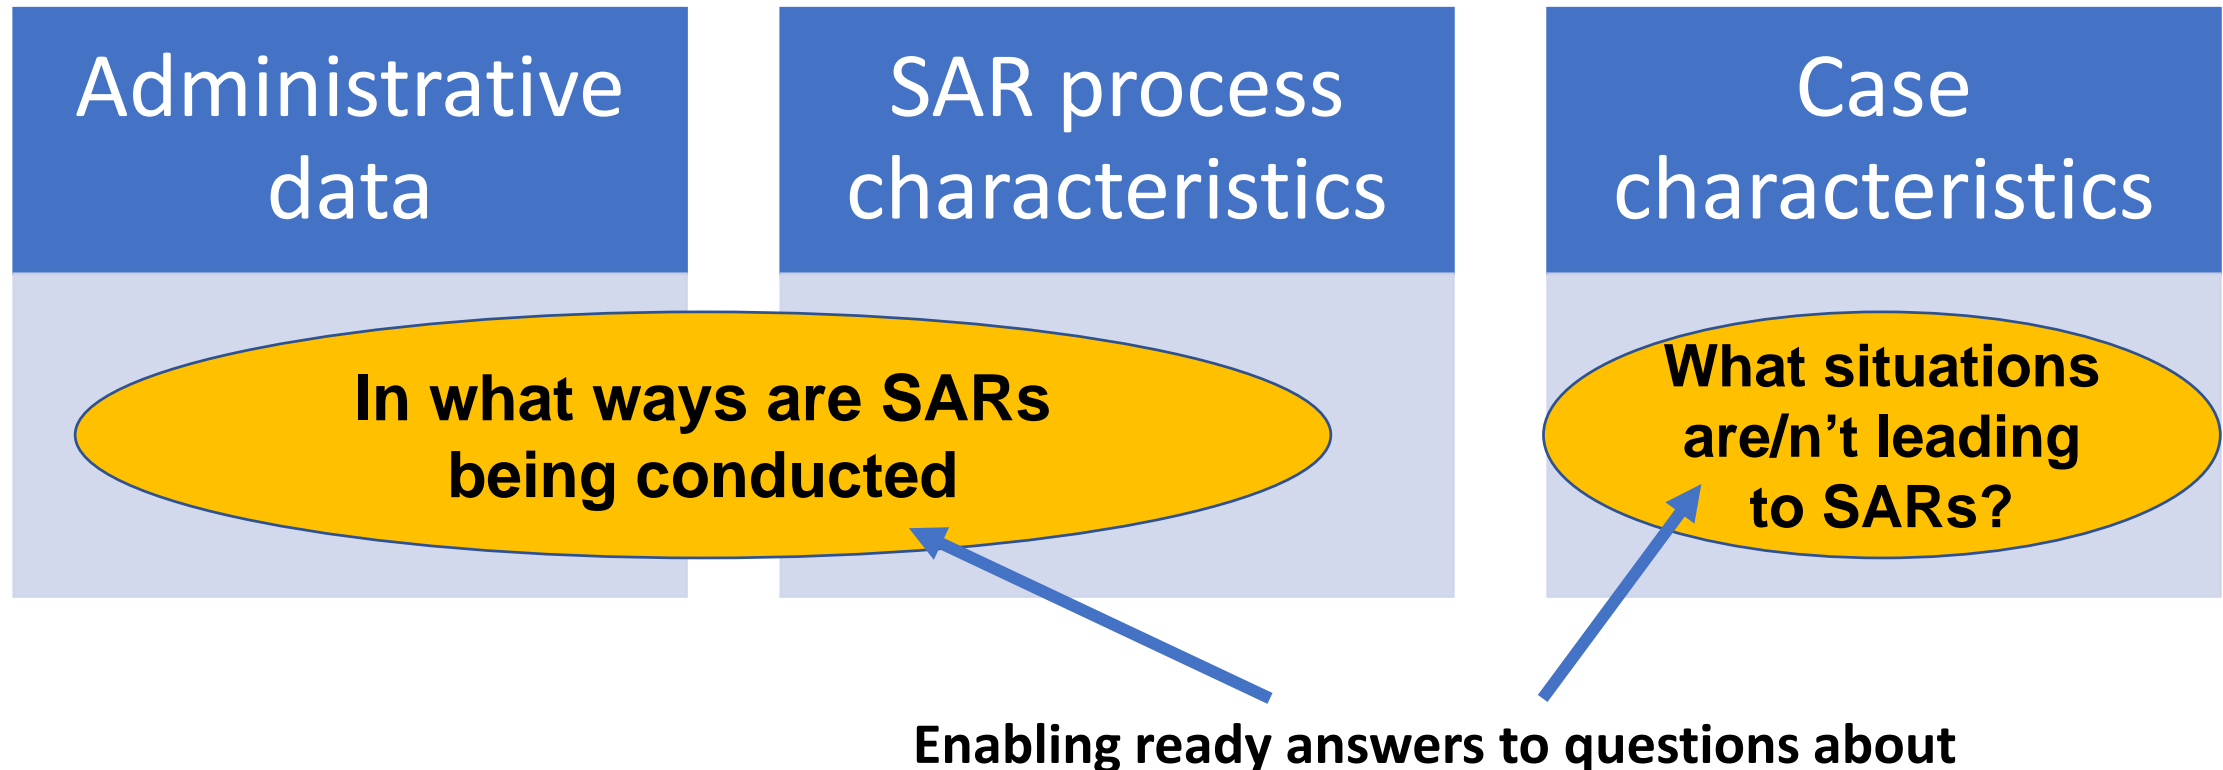 Administrative
data
SAR process
characteristics
Case
characteristics
In what ways are SARs
being conducted
What situations
are/n’t leading
to SARs?
Enabling ready answers to questions about